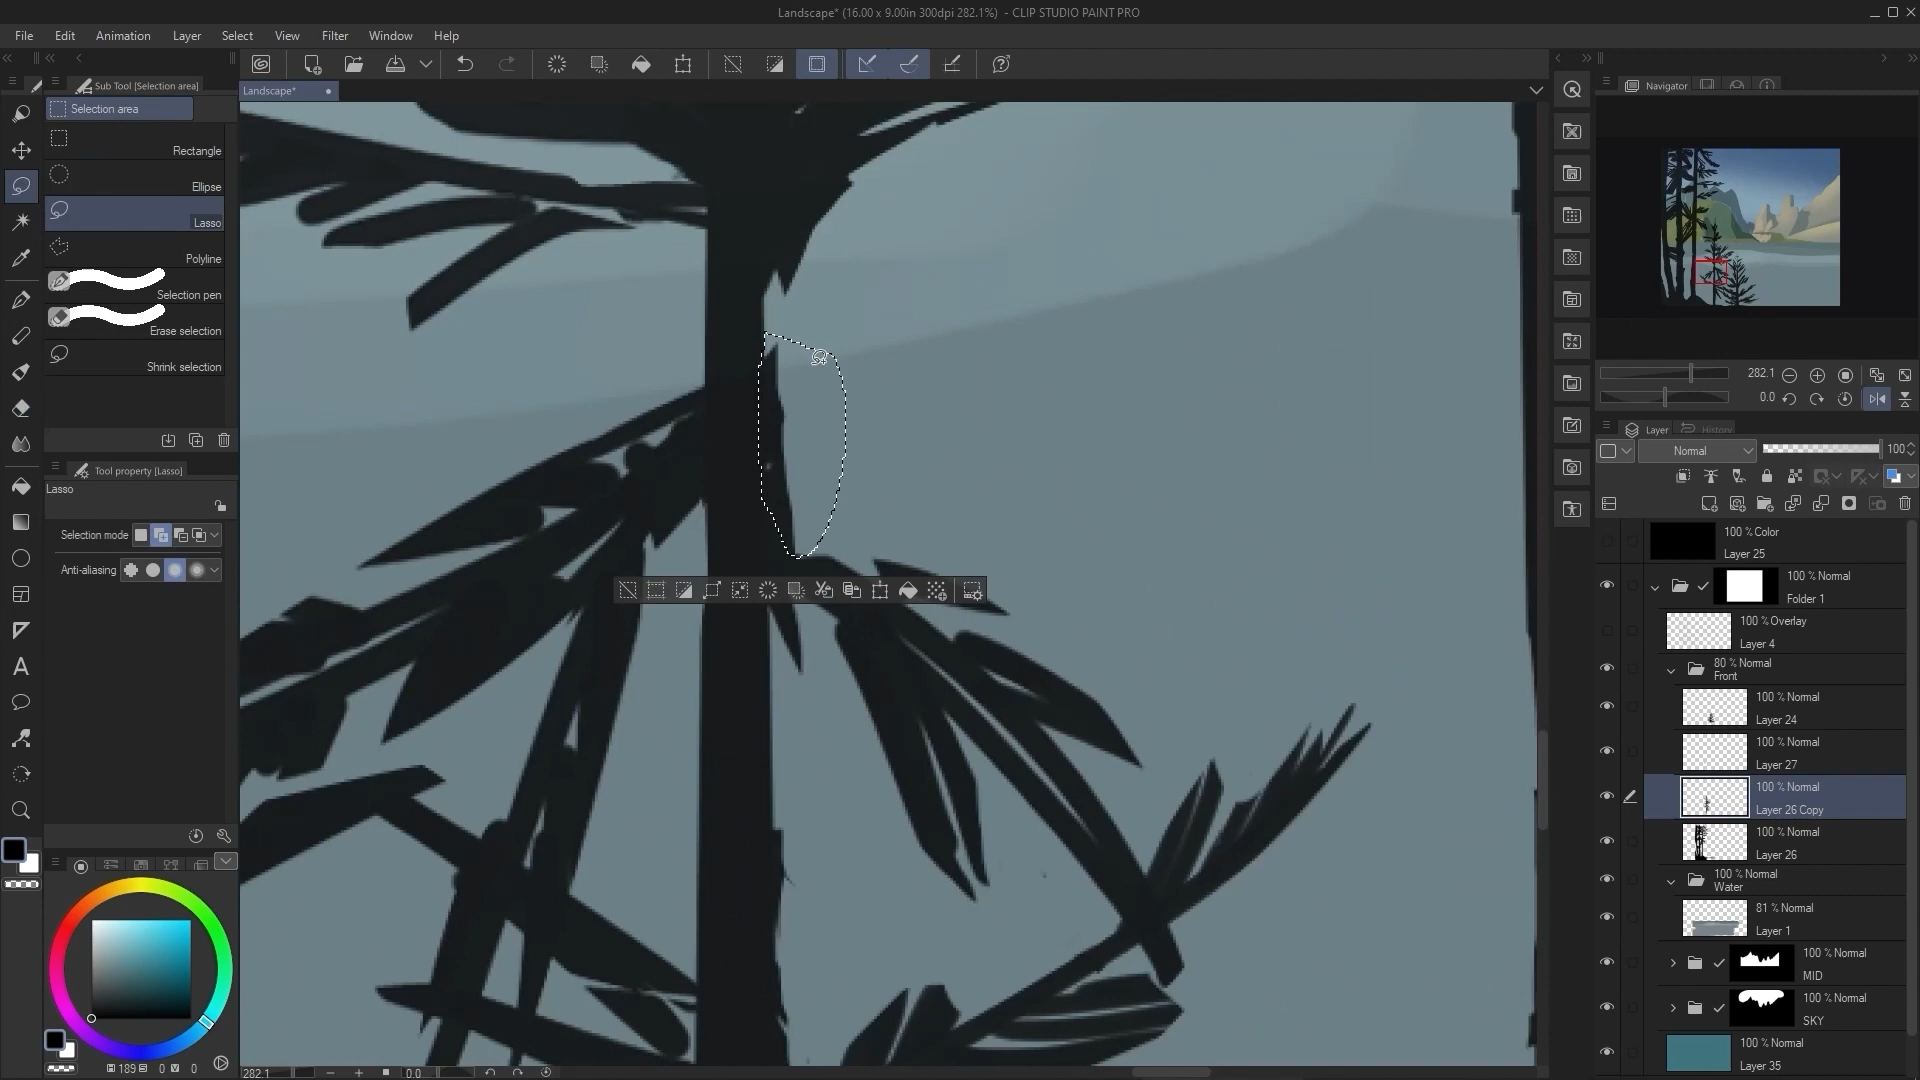 Landscape* (16.00 x 9.00in 300dpi 282.1%) - CLIP STUDIO PAINT PRO
File Edit Animation Layer Select View Filter Window Help
Sub Tool [Selection area]
Selection area
Rectangle
Ellipse
Lasso
Polyline
Selection pen
Erase selection
Shrink selection
Tool property [Lasso]
Lasso
Selection mode
Anti-aliasing
189 0 0
Landscape*
282.1 0.0
Navigator
282.1
0.0
Layer History
Normal 100
100 % Color
Layer 25
100 % Normal
Folder 1
100 % Overlay
Layer 4
80 % Normal
Front
100 % Normal
Layer 24
100 % Normal
Layer 27
100 % Normal
Layer 26 Copy
100 % Normal
Layer 26
100 % Normal
Water
81 % Normal
Layer 1
100 % Normal
MID
100 % Normal
SKY
100 % Normal
Layer 35